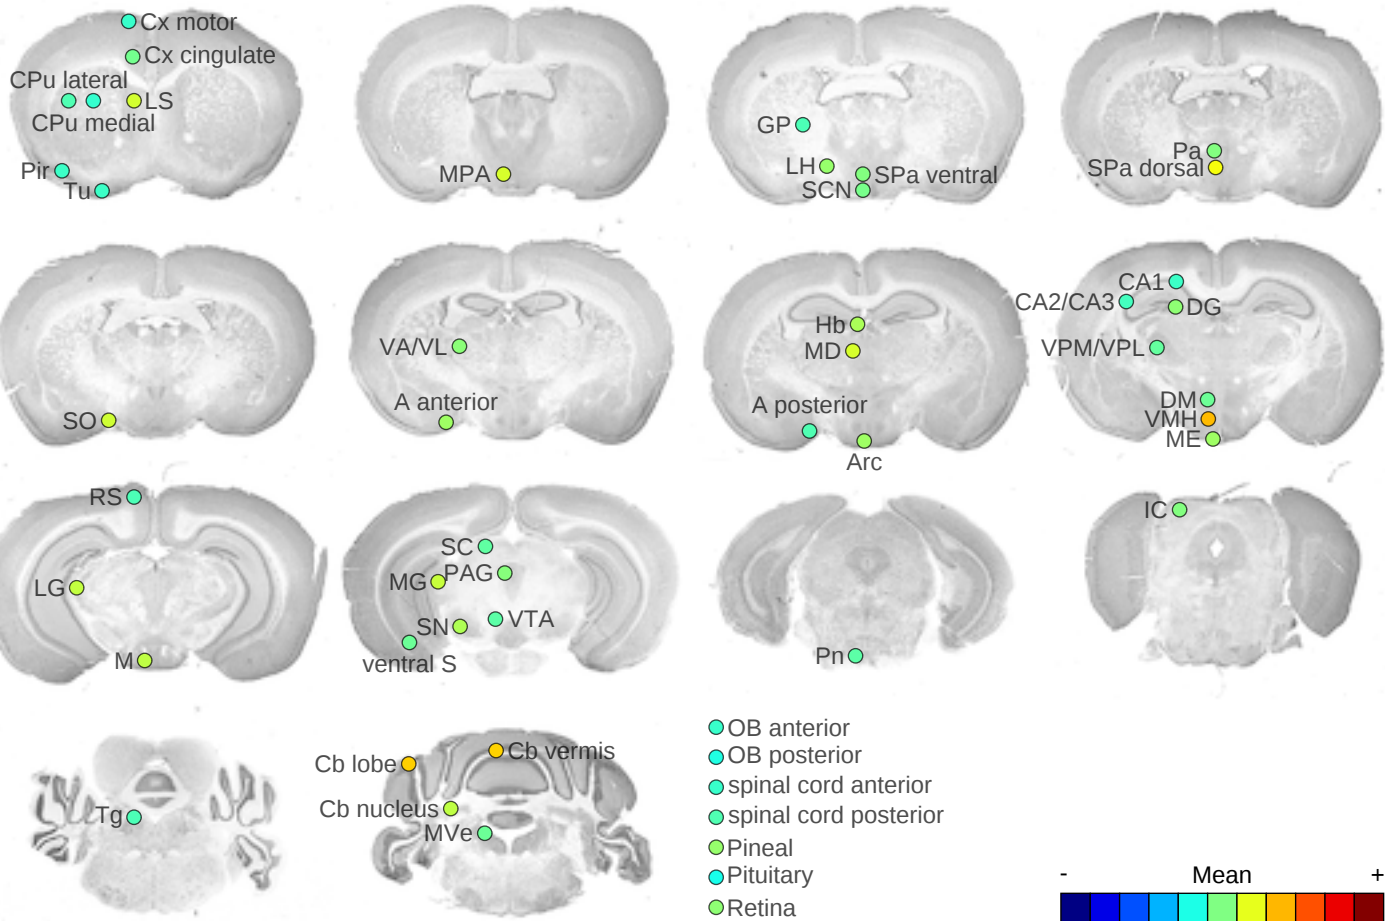 Cx motor
Cx cingulate
CPu lateral
LS
CPu medial
Pir
Tu
MPA
GP
LH
SPa ventral
SCN
Pa
SPa dorsal
SO
VA/VL
A anterior
Hb
MD
A posterior
Arc
CA1
CA2/CA3
DG
VPM/VPL
DM
VMH
ME
RS
LG
M
SC
PAG
MG
VTA
SN
ventral S
Pn
IC
Tg
Cb lobe
Cb vermis
Cb nucleus
MVe
OB anterior
OB posterior
spinal cord anterior
spinal cord posterior
Pineal
Pituitary
Retina
- Mean +